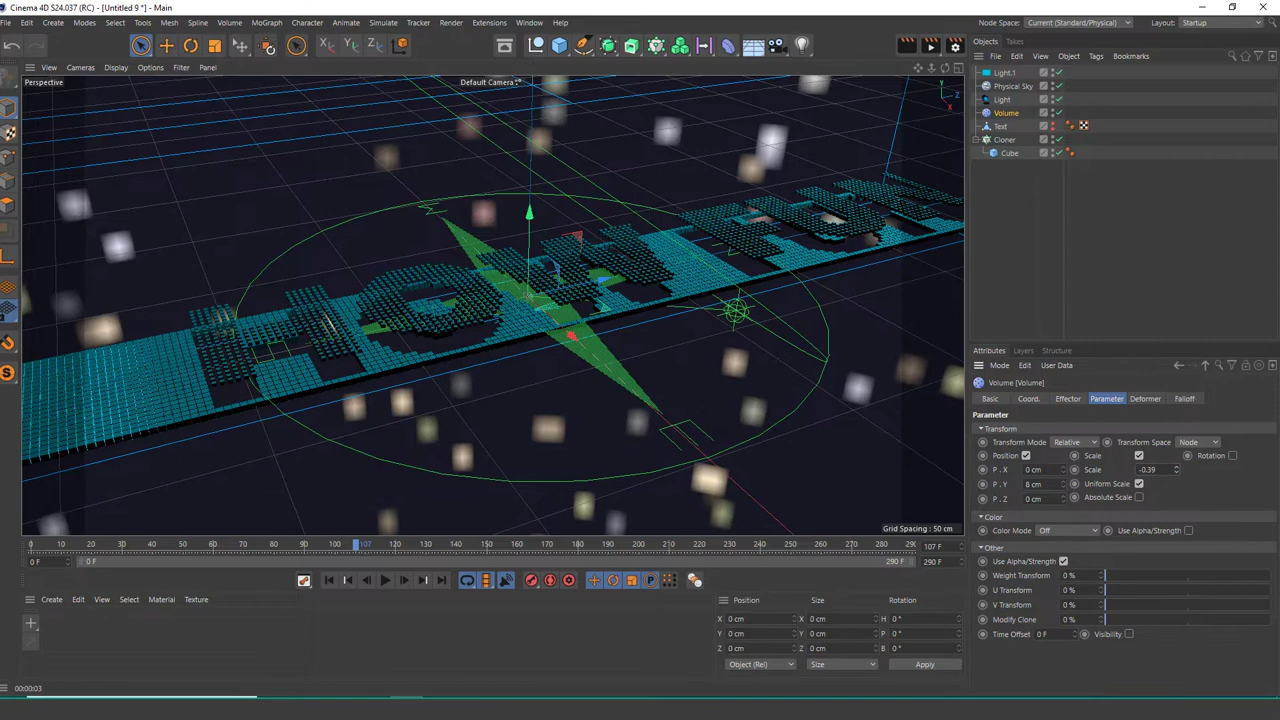 Cinema 4D S24.037 (RC) - [Untitled 9 *] - Main
File Edit Create Modes Select Tools Mesh Spline Volume MoGraph Character Animate Simulate Tracker Render Extensions Window Help
Node Space: Current (Standard/Physical) Layout: Startup
Objects Takes
File Edit View Object Tags Bookmarks
View Cameras Display Options Filter Panel
Perspective
Default Camera
Light.1
Physical Sky
Light
Volume
Text
Cloner
Cube
Y
Z
X
Grid Spacing : 50 cm
Attributes Layers Structure
Mode Edit User Data
Volume [Volume]
Basic Coord. Effector Parameter Deformer Falloff
Parameter
Transform
Transform Mode Relative Transform Space Node
Position Scale Rotation
P . X 0 cm Scale -0.39
P . Y 8 cm Uniform Scale
P . Z 0 cm Absolute Scale
Color
Color Mode Off Use Alpha/Strength
Other
Use Alpha/Strength
Weight Transform 0 %
U Transform 0 %
V Transform 0 %
Modify Clone 0 %
Time Offset 0 F Visibility
0 10 20 30 40 50 60 70 80 90 100 107 120 130 140 150 160 170 180 190 200 210 220 230 240 250 260 270 280 290 107 F
0 F 0 F 290 F 290 F
Create Edit View Select Material Texture
Position Size Rotation
X 0 cm X 0 cm H 0 °
Y 0 cm Y 0 cm P 0 °
Z 0 cm Z 0 cm B 0 °
Object (Rel) Size Apply
00:00:03